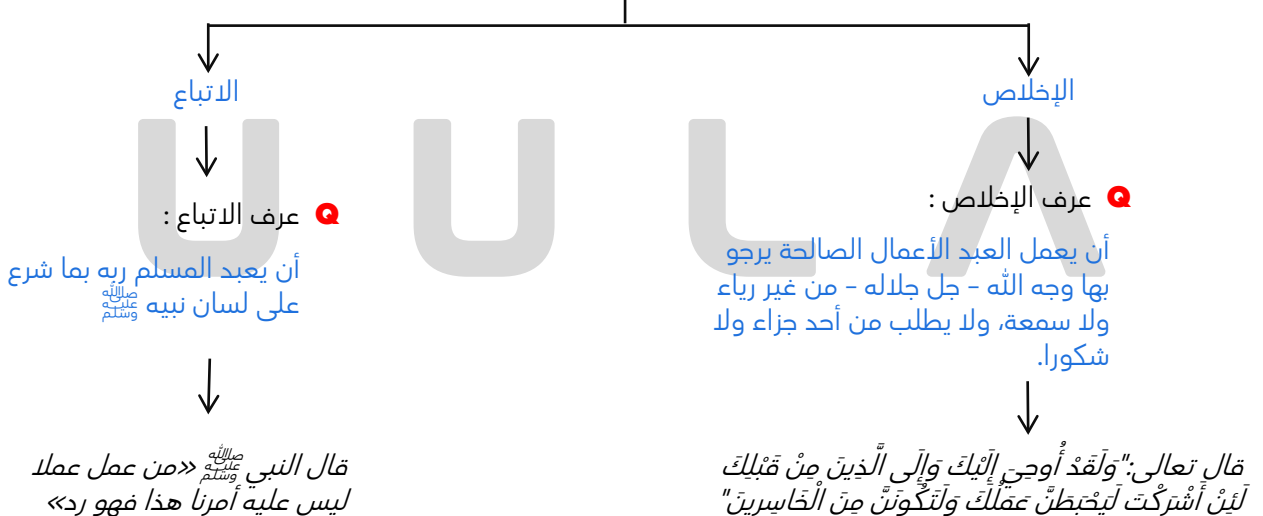 الإخلاص
Q عرف الإخلاص :
أن يعمل العبد الأعمال الصالحة يرجو
بها وجه الله - جل جلاله - من غير رياء
ولا سمعة، ولا يطلب من أحد جزاء ولا
شكورا.
قال تعالى:"وَلَقَدْ أُوحِيَ إِلَيْكَ وَإِلَى الَّذِينَ مِنْ قَبْلِكَ
لَئِنْ أَشْرَكْتَ لَيَحْبَطَنَّ عَمَلُكَ وَلَتَكُونَنَّ مِنَ الْخَاسِرِينَ"
الاتباع
Q عرف الاتباع :
أن يعبد المسلم ربه بما شرع
على لسان نبيه ﷺ
قال النبي ﷺ «من عمل عملا
ليس عليه أمرنا هذا فهو رد»
U U L A